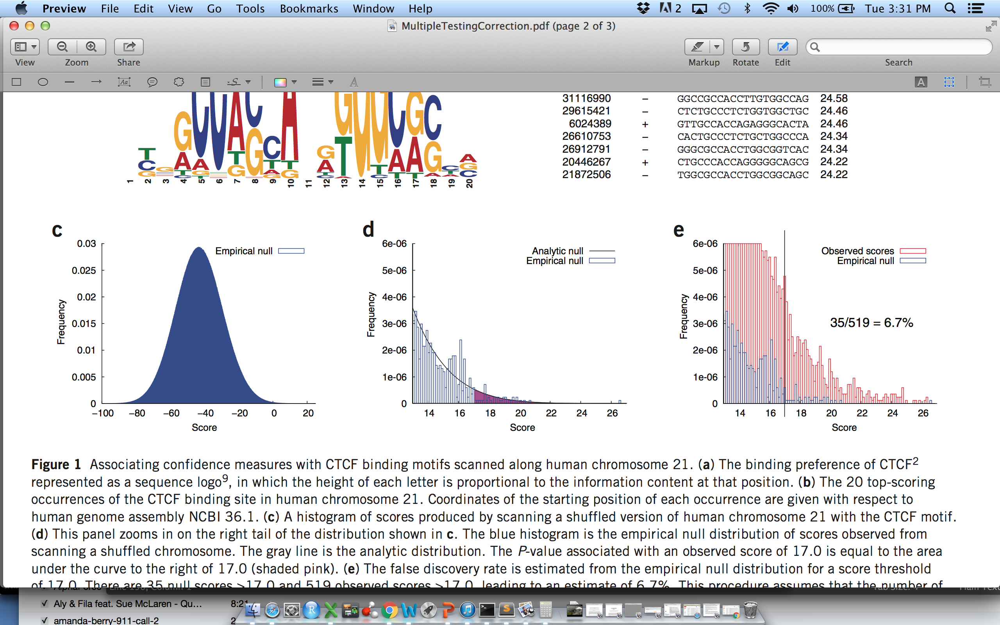 Preview File Edit View Go Tools Bookmarks Window Help 2 100% Tue 3:31 PM
MultipleTestingCorrection.pdf (page 2 of 3)
View Zoom Share Markup Rotate Edit Search
31116990 – GGCCGCCACCTTGTGGCCAG 24.58
29615421 – CTCTGCCCTCTGGTGGCTGC 24.46
6024389 + GTTGCCACCAGAGGGCACTA 24.46
26610753 – CACTGCCCTCTGCTGGCCCA 24.34
26912791 – GGGCGCCACCTGGCGGTCAC 24.34
20446267 + CTGCCCACCAGGGGGCAGCG 24.22
21872506 – TGGCGCCACCTGGCGGCAGC 24.22
1 2 3 4 5 6 7 8 9 10 11 12 13 14 15 16 17 18 19 20
c
0.03
0.025
0.02
0.015
0.01
0.005
0
Frequency
Empirical null
–100 –80 –60 –40 –20 0 20
Score
d
6e-06
5e-06
4e-06
3e-06
2e-06
1e-06
0
Frequency
Analytic null
Empirical null
14 16 18 20 22 24 26
Score
e
6e-06
5e-06
4e-06
3e-06
2e-06
1e-06
0
Frequency
Observed scores
Empirical null
35/519 = 6.7%
14 16 18 20 22 24 26
Score
Figure 1 Associating confidence measures with CTCF binding motifs scanned along human chromosome 21. (a) The binding preference of CTCF2
represented as a sequence logo9, in which the height of each letter is proportional to the information content at that position. (b) The 20 top-scoring
occurrences of the CTCF binding site in human chromosome 21. Coordinates of the starting position of each occurrence are given with respect to
human genome assembly NCBI 36.1. (c) A histogram of scores produced by scanning a shuffled version of human chromosome 21 with the CTCF motif.
(d) This panel zooms in on the right tail of the distribution shown in c. The blue histogram is the empirical null distribution of scores observed from
scanning a shuffled chromosome. The gray line is the analytic distribution. The P-value associated with an observed score of 17.0 is equal to the area
under the curve to the right of 17.0 (shaded pink). (e) The false discovery rate is estimated from the empirical null distribution for a score threshold
of 17.0. There are 35 null scores >17.0 and 519 observed scores >17.0, leading to an estimate of 6.7%. This procedure assumes that the number of
✓ Aly & Fila feat. Sue McLaren - Qu... 8:21
✓ amanda-berry-911-call-2 2